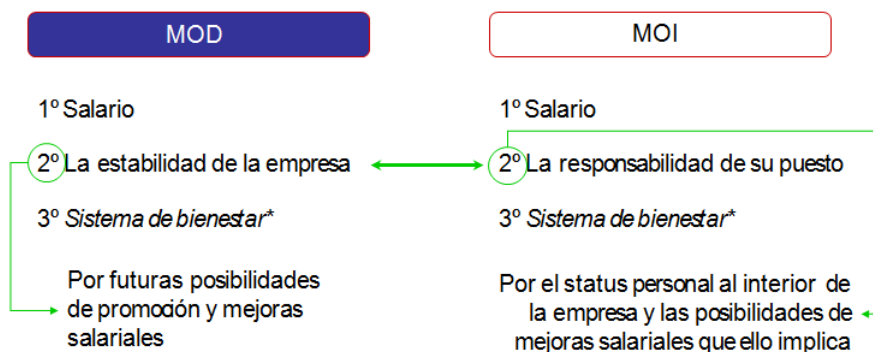 MOD
1º Salario
2º La estabilidad de la empresa
3º Sistema de bienestar*
Por futuras posibilidades
de promoción y mejoras
salariales
MOI
1º Salario
2º La responsabilidad de su puesto
3º Sistema de bienestar*
Por el status personal al interior de
la empresa y las posibilidades de
mejoras salariales que ello implica